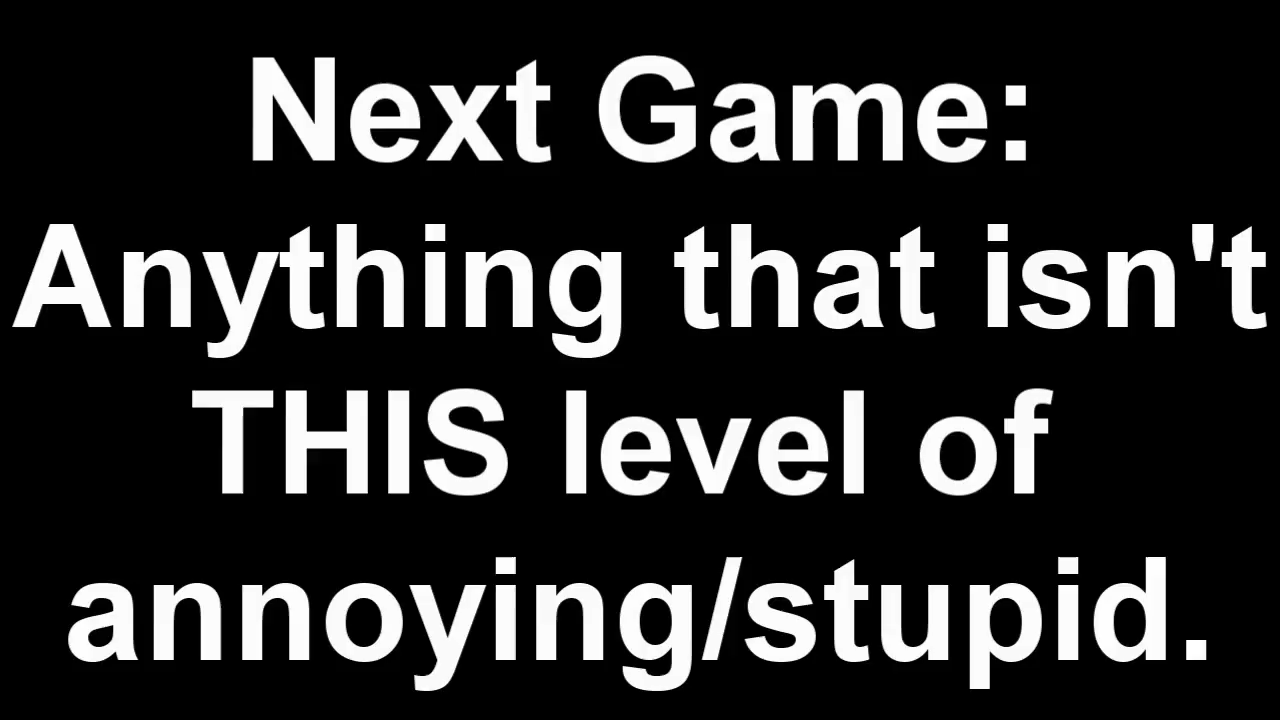 Next Game:
Anything that isn't
THIS level of
annoying/stupid.